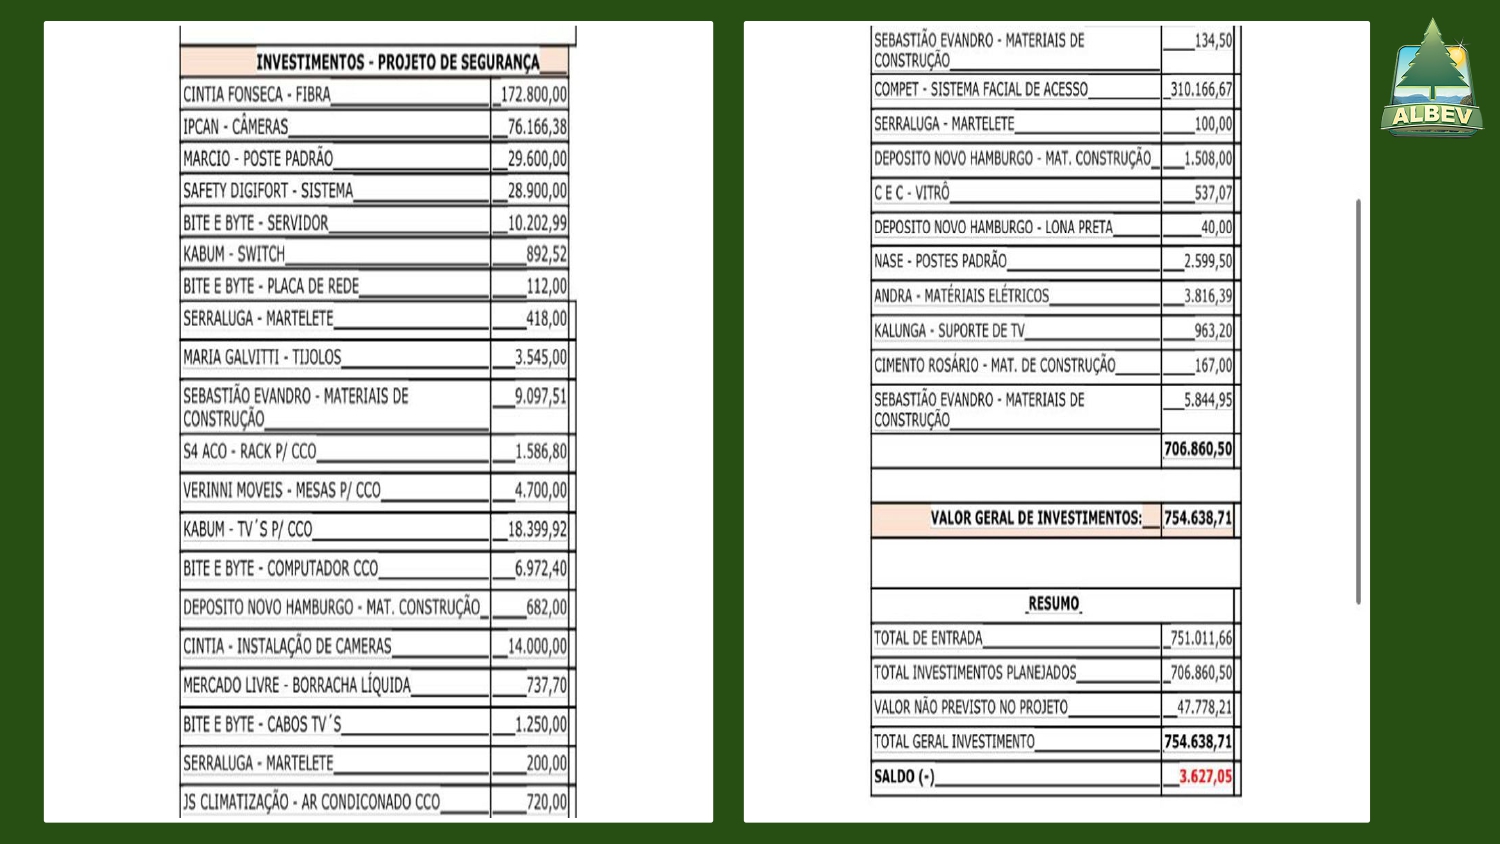 INVESTIMENTOS - PROJETO DE SEGURANÇA
CINTIA FONSECA - FIBRA 172.800,00
IPCAN - CÂMERAS 76.166,38
MARCIO - POSTE PADRÃO 29.600,00
SAFETY DIGIFORT - SISTEMA 28.900,00
BITE E BYTE - SERVIDOR 10.202,99
KABUM - SWITCH 892,52
BITE E BYTE - PLACA DE REDE 112,00
SERRALUGA - MARTELETE 418,00
MARIA GALVITTI - TIJOLOS 3.545,00
SEBASTIÃO EVANDRO - MATERIAIS DE 9.097,51
CONSTRUÇÃO
S4 ACO - RACK P/ CCO 1.586,80
VERINNI MOVEIS - MESAS P/ CCO 4.700,00
KABUM - TV´S P/ CCO 18.399,92
BITE E BYTE - COMPUTADOR CCO 6.972,40
DEPOSITO NOVO HAMBURGO - MAT. CONSTRUÇÃO 682,00
CINTIA - INSTALAÇÃO DE CAMERAS 14.000,00
MERCADO LIVRE - BORRACHA LÍQUIDA 737,70
BITE E BYTE - CABOS TV´S 1.250,00
SERRALUGA - MARTELETE 200,00
JS CLIMATIZAÇÃO - AR CONDICONADO CCO 720,00
SEBASTIÃO EVANDRO - MATERIAIS DE 134,50
CONSTRUÇÃO
COMPET - SISTEMA FACIAL DE ACESSO 310.166,67
SERRALUGA - MARTELETE 100,00
DEPOSITO NOVO HAMBURGO - MAT. CONSTRUÇÃO 1.508,00
C E C - VITRÔ 537,07
DEPOSITO NOVO HAMBURGO - LONA PRETA 40,00
NASE - POSTES PADRÃO 2.599,50
ANDRA - MATÉRIAIS ELÉTRICOS 3.816,39
KALUNGA - SUPORTE DE TV 963,20
CIMENTO ROSÁRIO - MAT. DE CONSTRUÇÃO 167,00
SEBASTIÃO EVANDRO - MATERIAIS DE 5.844,95
CONSTRUÇÃO
706.860,50
VALOR GERAL DE INVESTIMENTOS: 754.638,71
RESUMO
TOTAL DE ENTRADA 751.011,66
TOTAL INVESTIMENTOS PLANEJADOS 706.860,50
VALOR NÃO PREVISTO NO PROJETO 47.778,21
TOTAL GERAL INVESTIMENTO 754.638,71
SALDO (-) 3.627,05
ALBEV